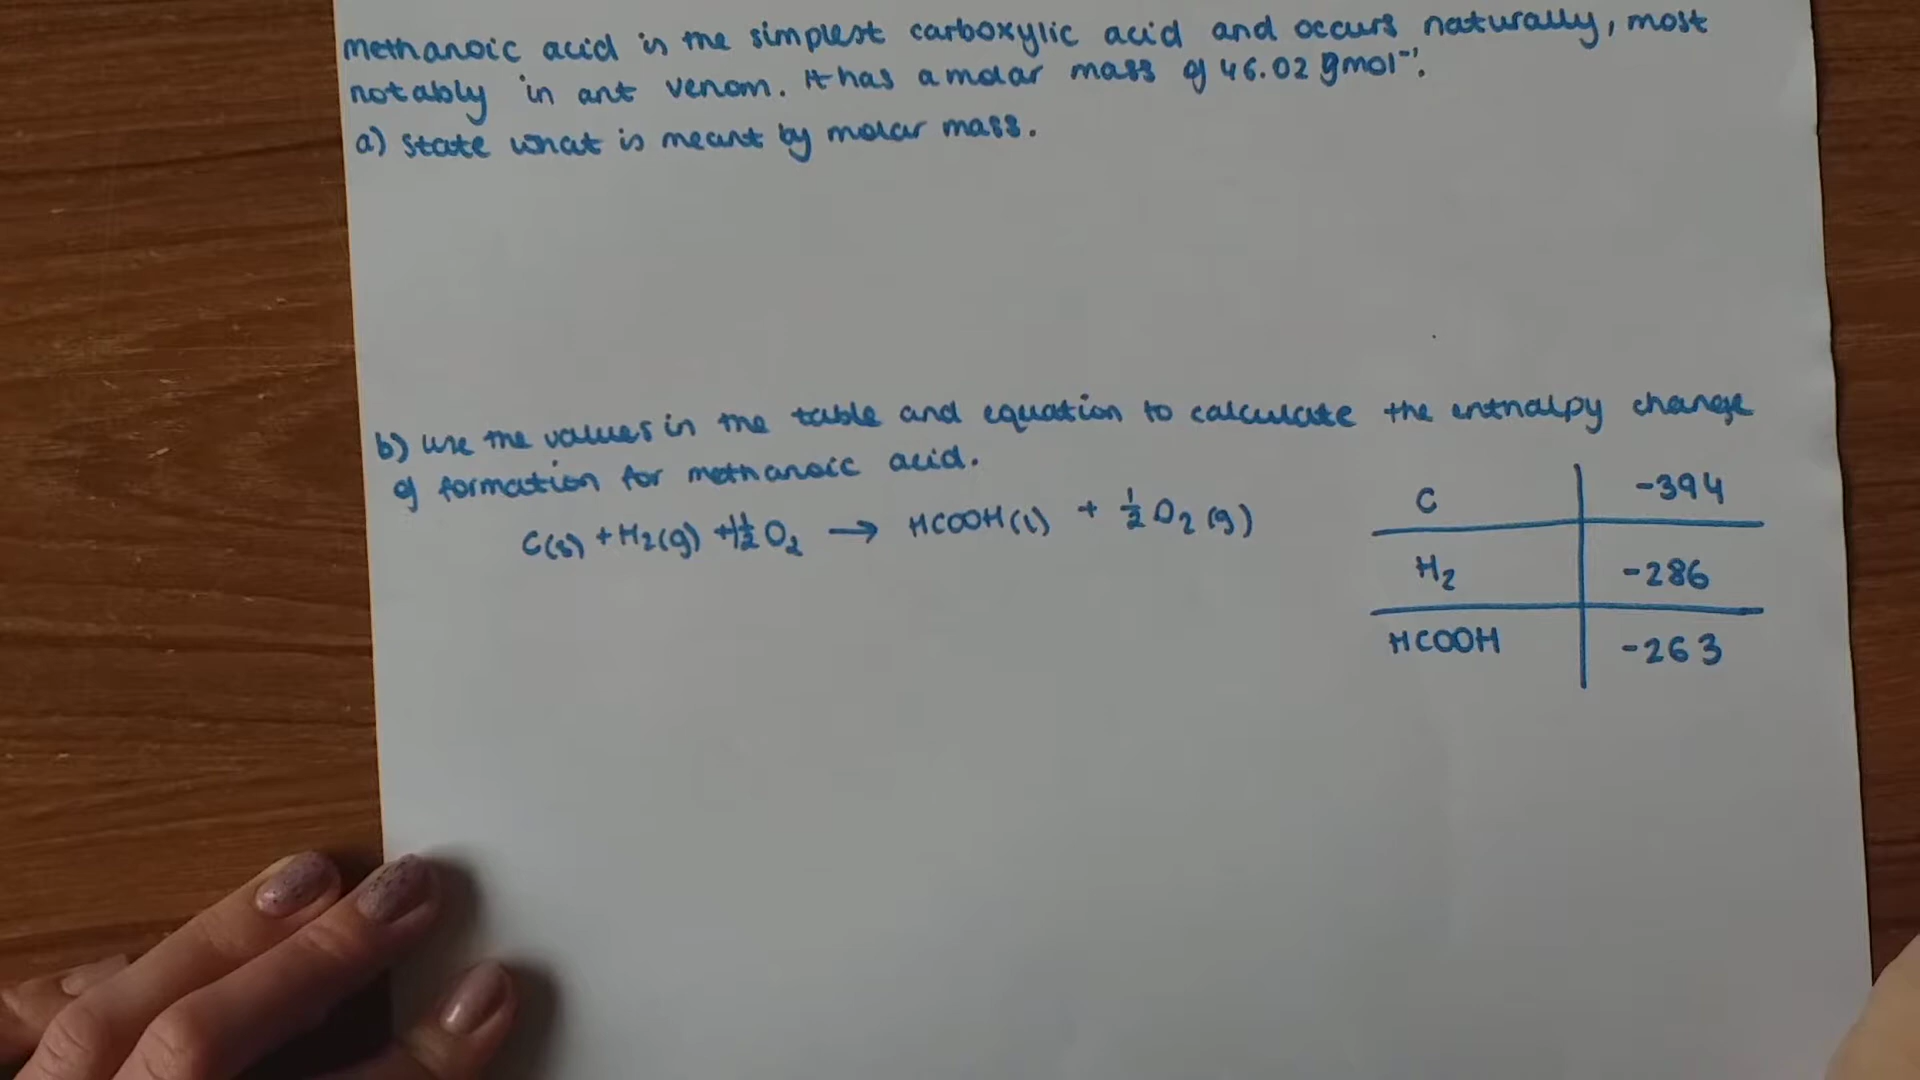 Methanoic acid is the simplest carboxylic acid and occurs naturally, most
notably in ant venom. It has a molar mass of 46.02 gmol⁻¹.
a) State what is meant by molar mass.
b) Use the values in the table and equation to calculate the enthalpy change
of formation for methanoic acid.
C(s) + H₂(g) + 1½ O₂ → HCOOH(l) + ½ O₂ (g)
C -394
H₂ -286
HCOOH -263